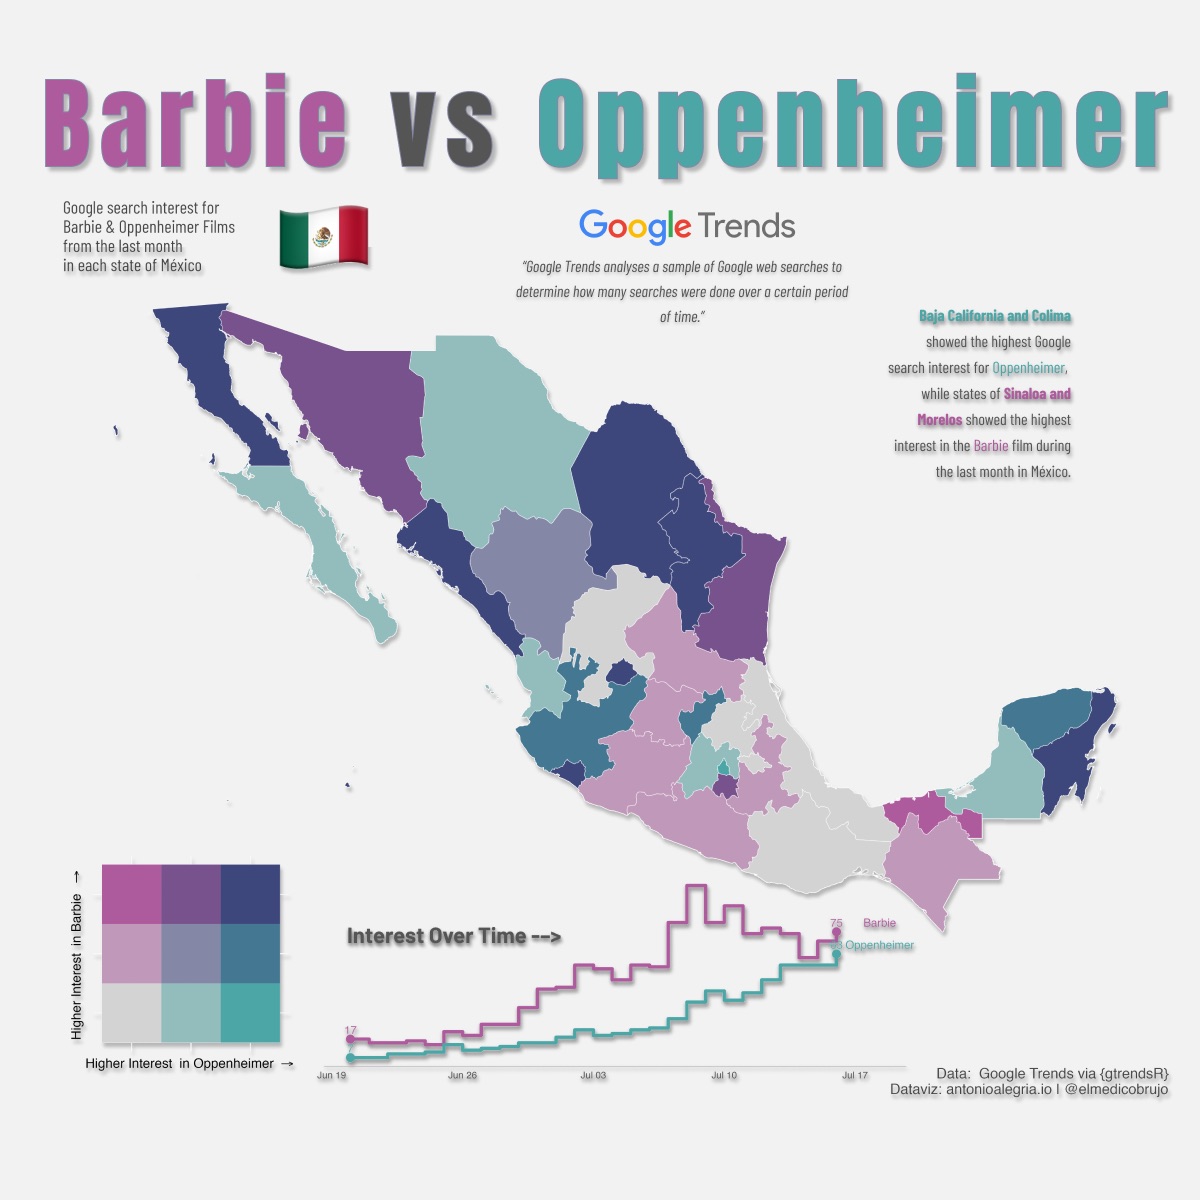 Barbie vs Oppenheimer
Google search interest for
Barbie & Oppenheimer Films
from the last month
in each state of México
Google Trends
“Google Trends analyses a sample of Google web searches to
determine how many searches were done over a certain period
of time.”
Baja California and Colima
showed the highest Google
search interest for Oppenheimer,
while states of Sinaloa and
Morelos showed the highest
interest in the Barbie film during
the last month in México.
Higher Interest in Barbie →
Higher Interest in Oppenheimer →
Interest Over Time -->
75 Barbie
Oppenheimer
17
Jun 19 Jun 26 Jul 03 Jul 10 Jul 17
Data: Google Trends via {gtrendsR}
Dataviz: antonioalegria.io | @elmedicobrujo